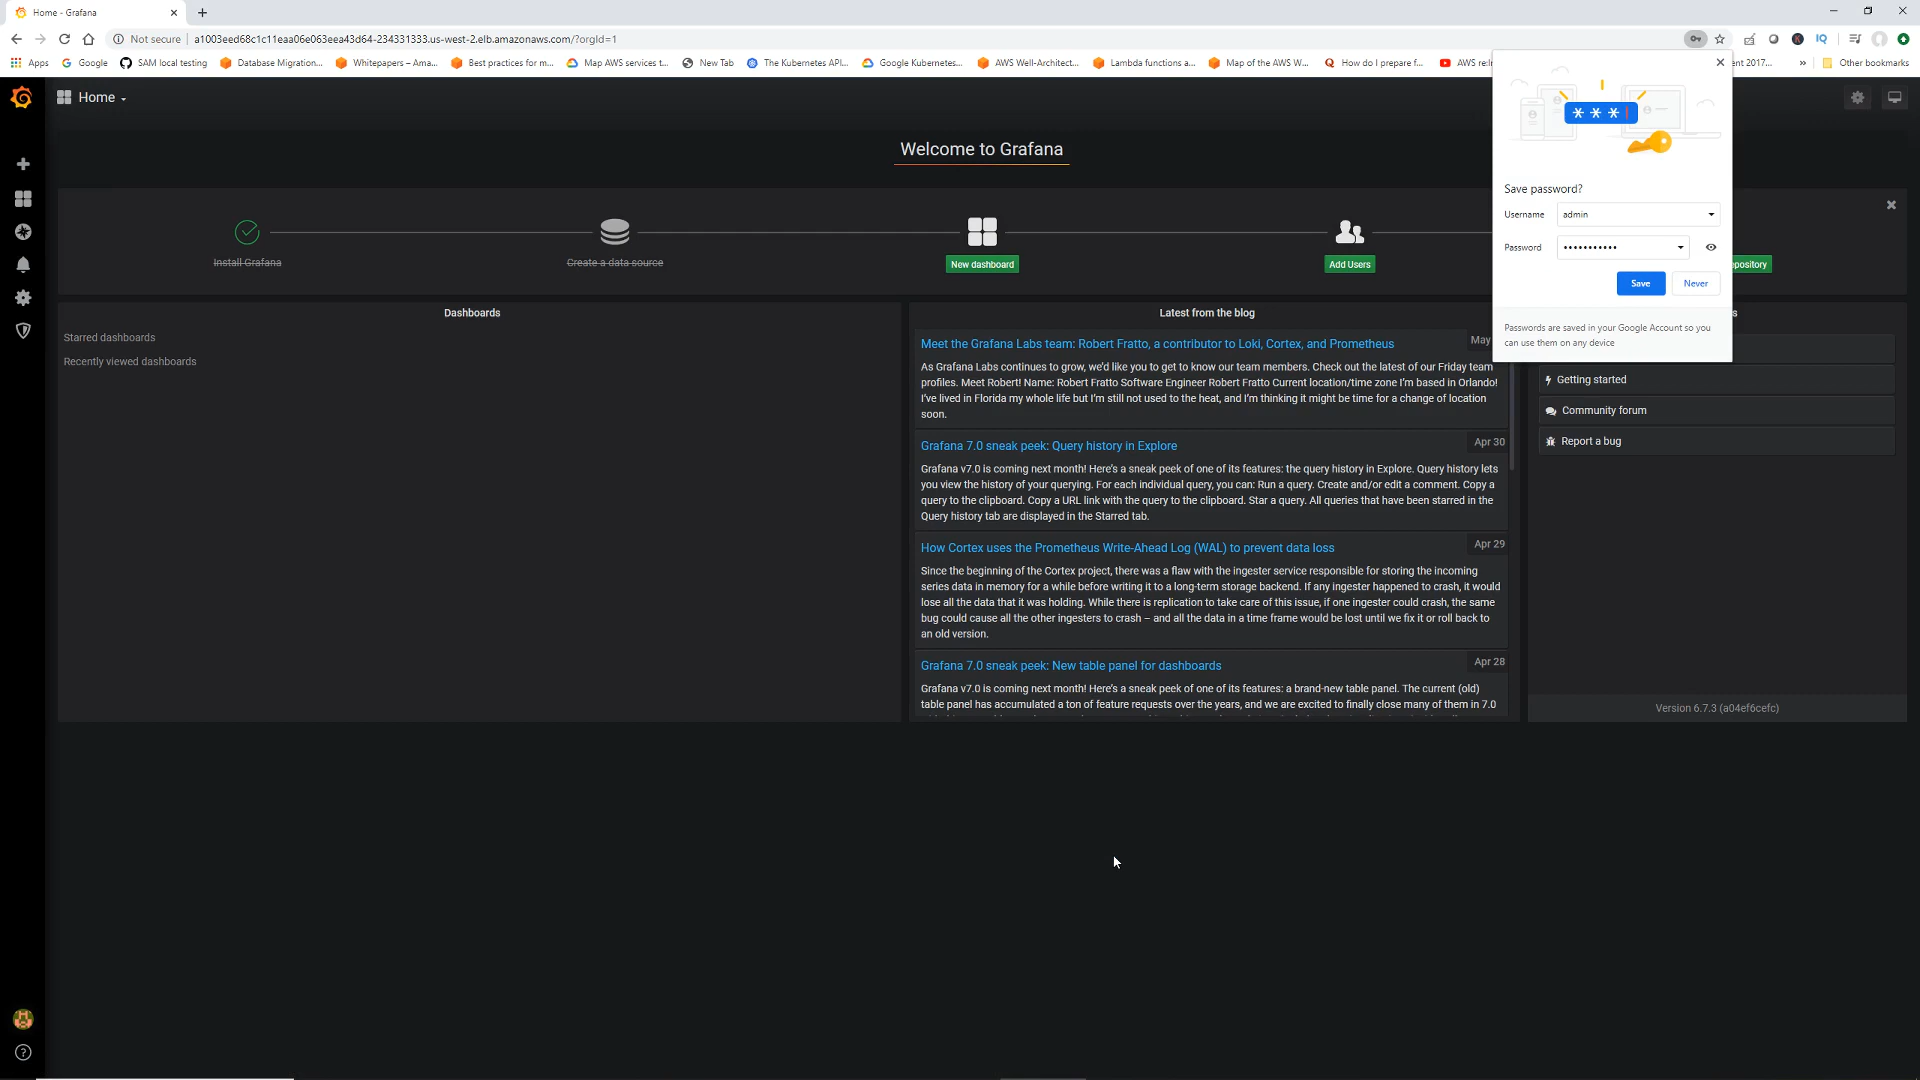 Home - Grafana
Not secure | a1003eed68c1c11eaa06e063eea43d64-234331333.us-west-2.elb.amazonaws.com/?orgId=1
Apps Google SAM local testing Database Migration... Whitepapers – Ama... Best practices for m... Map AWS services t... New Tab The Kubernetes API... Google Kubernetes... AWS Well-Architect... Lambda functions a... Map of the AWS W... How do I prepare f... AWS re:In ent 2017... » Other bookmarks
Home
Welcome to Grafana
Install Grafana
Create a data source
New dashboard
Add Users
pository
Save password?
Username admin
Password •••••••••••
Save Never
Passwords are saved in your Google Account so you
can use them on any device
Dashboards
Starred dashboards
Recently viewed dashboards
Latest from the blog
Meet the Grafana Labs team: Robert Fratto, a contributor to Loki, Cortex, and Prometheus
May
As Grafana Labs continues to grow, we'd like you to get to know our team members. Check out the latest of our Friday team
profiles. Meet Robert! Name: Robert Fratto Software Engineer Robert Fratto Current location/time zone I'm based in Orlando!
I've lived in Florida my whole life but I'm still not used to the heat, and I'm thinking it might be time for a change of location
soon.
Grafana 7.0 sneak peek: Query history in Explore
Apr 30
Grafana v7.0 is coming next month! Here's a sneak peek of one of its features: the query history in Explore. Query history lets
you view the history of your querying. For each individual query, you can: Run a query. Create and/or edit a comment. Copy a
query to the clipboard. Copy a URL link with the query to the clipboard. Star a query. All queries that have been starred in the
Query history tab are displayed in the Starred tab.
How Cortex uses the Prometheus Write-Ahead Log (WAL) to prevent data loss
Apr 29
Since the beginning of the Cortex project, there was a flaw with the ingester service responsible for storing the incoming
series data in memory for a while before writing it to a long-term storage backend. If any ingester happened to crash, it would
lose all the data that it was holding. While there is replication to take care of this issue, if one ingester could crash, the same
bug could cause all the other ingesters to crash – and all the data in a time frame would be lost until we fix it or roll back to
an old version.
Grafana 7.0 sneak peek: New table panel for dashboards
Apr 28
Grafana v7.0 is coming next month! Here's a sneak peek of one of its features: a brand-new table panel. The current (old)
table panel has accumulated a ton of feature requests over the years, and we are excited to finally close many of them in 7.0
s
Getting started
Community forum
Report a bug
Version 6.7.3 (a04ef6cefc)